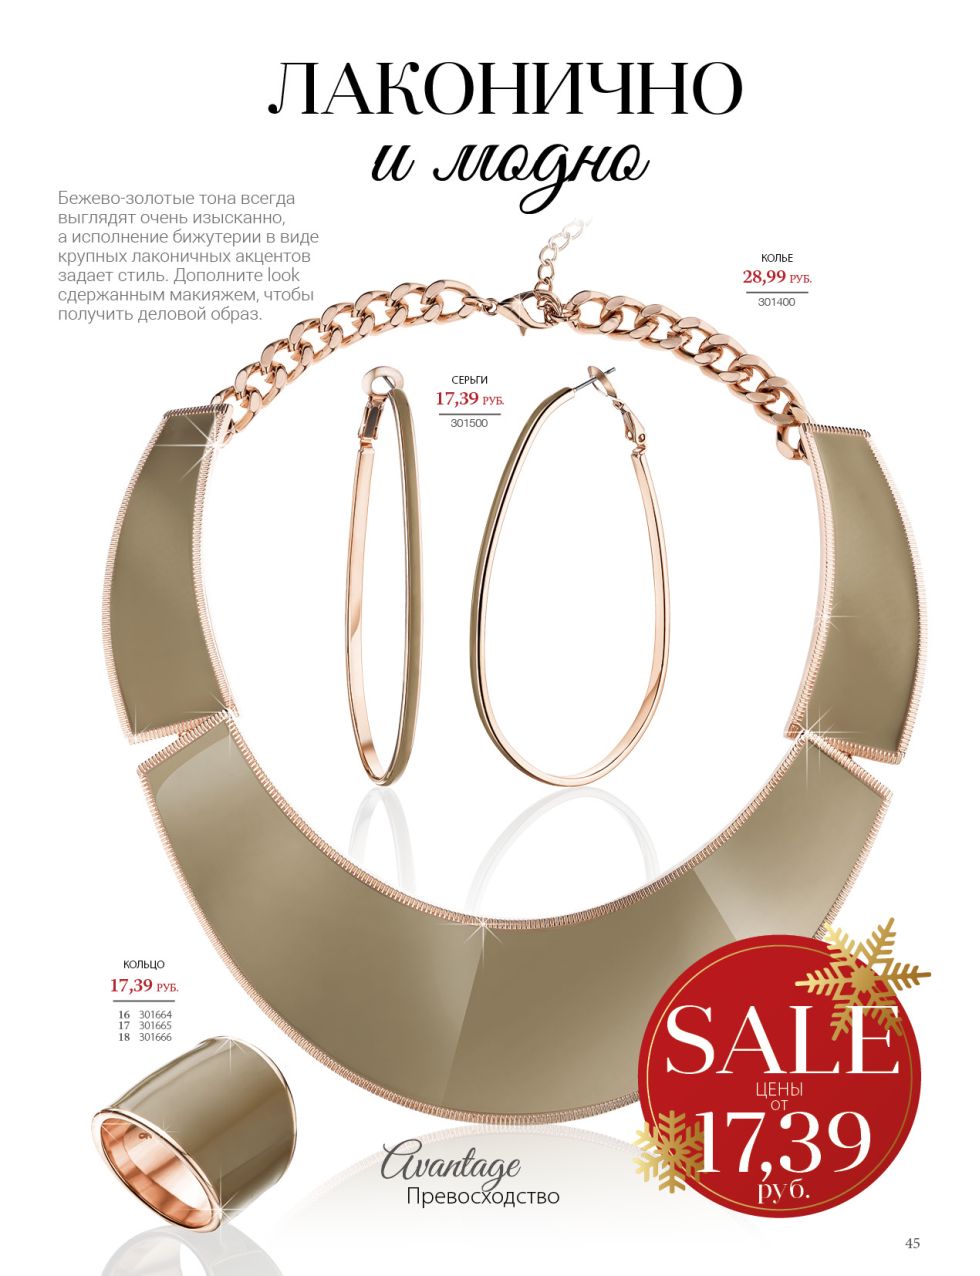 ЛАКОНИЧНО
и модно
Бежево-золотые тона всегда
выглядят очень изысканно,
а исполнение бижутерии в виде
крупных лаконичных акцентов
задает стиль. Дополните look
сдержанным макияжем, чтобы
получить деловой образ.
КОЛЬЕ
28,99 РУБ.
301400
СЕРЬГИ
17,39 РУБ.
301500
КОЛЬЦО
17,39 РУБ.
16 301664
17 301665
18 301666
SALE
ЦЕНЫ
ОТ
17,39
руб.
Avantage
Превосходство
45